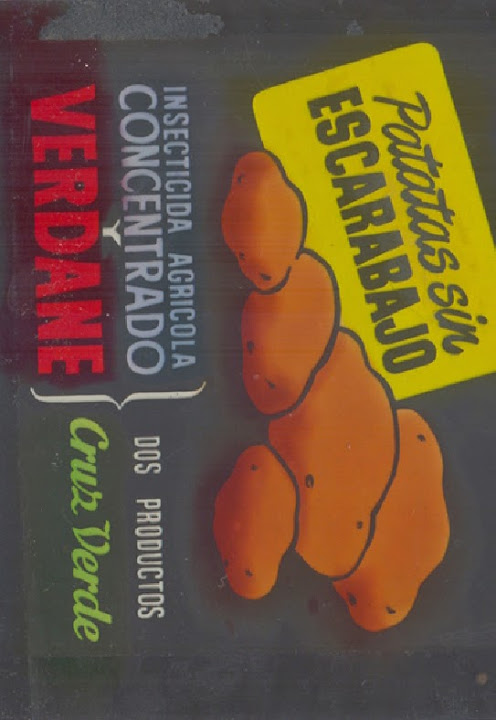 Patatas sin
ESCARABAJO
INSECTICIDA AGRICOLA
CONCENTRADO
Y
VERDANE
DOS PRODUCTOS
Cruz Verde